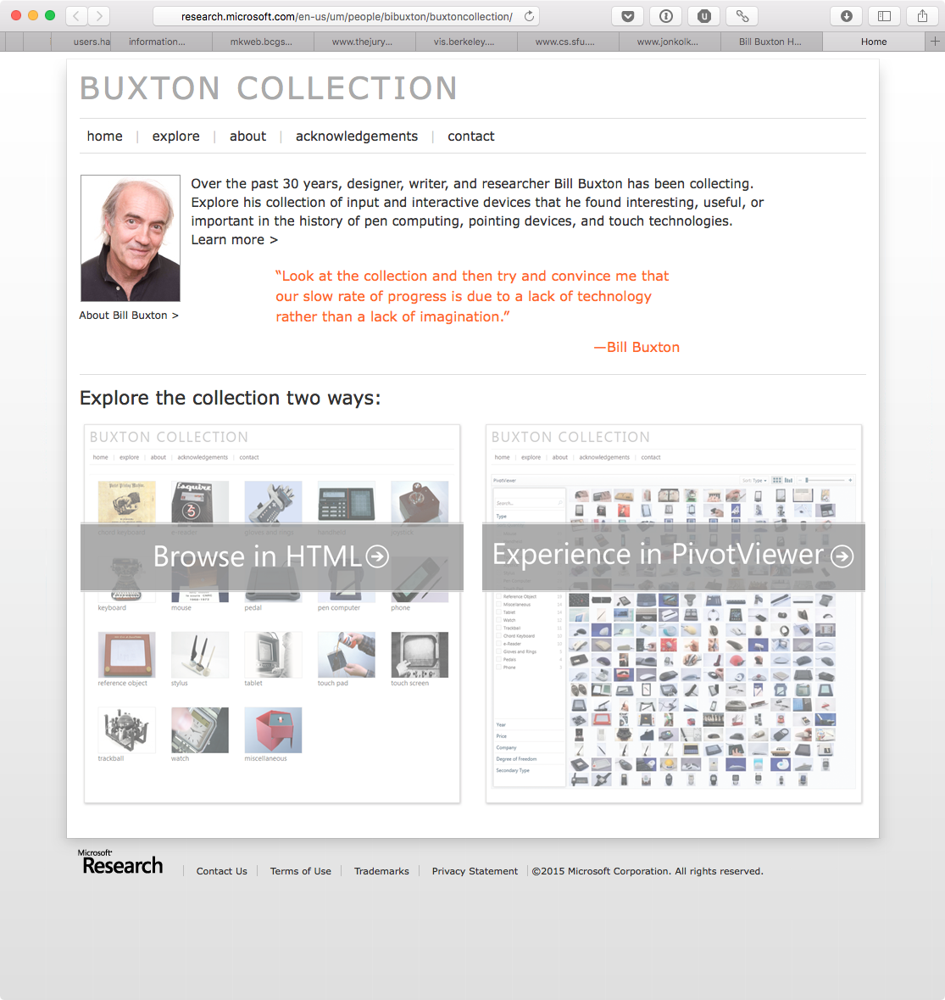 research.microsoft.com/en-us/um/people/bibuxton/buxtoncollection/
users.ha
information...
mkweb.bcgs...
www.thejury...
vis.berkeley....
www.cs.sfu....
www.jonkolk...
Bill Buxton H...
Home
BUXTON COLLECTION
home | explore | about | acknowledgements | contact
Over the past 30 years, designer, writer, and researcher Bill Buxton has been collecting.
Explore his collection of input and interactive devices that he found interesting, useful, or
important in the history of pen computing, pointing devices, and touch technologies.
Learn more >
“Look at the collection and then try and convince me that
our slow rate of progress is due to a lack of technology
rather than a lack of imagination.”
—Bill Buxton
About Bill Buxton >
Explore the collection two ways:
BUXTON COLLECTION
home | explore | about | acknowledgements | contact
Esquire
chord keyboard
e-reader
gloves and rings
handheld
joystick
Browse in HTML
keyboard
mouse
pedal
pen computer
phone
reference object
stylus
tablet
touch pad
touch screen
trackball
watch
miscellaneous
BUXTON COLLECTION
home | explore | about | acknowledgements | contact
PivotViewer
Sort: Type
Search...
Type
Experience in PivotViewer
Reference Object
Miscellaneous
Tablet
Watch
Trackball
Chord Keyboard
e-Reader
Gloves and Rings
Pedals
Phone
Year
Price
Company
Degree of Freedom
Secondary Type
Microsoft
Research
Contact Us | Terms of Use | Trademarks | Privacy Statement | ©2015 Microsoft Corporation. All rights reserved.